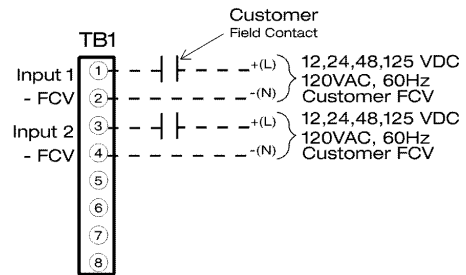 Customer
Field Contact
TB1
Input 1 1 +(L) 12,24,48,125 VDC
120VAC, 60Hz
- FCV 2 -(N) Customer FCV
Input 2 3 +(L) 12,24,48,125 VDC
120VAC, 60Hz
- FCV 4 -(N) Customer FCV
5
6
7
8